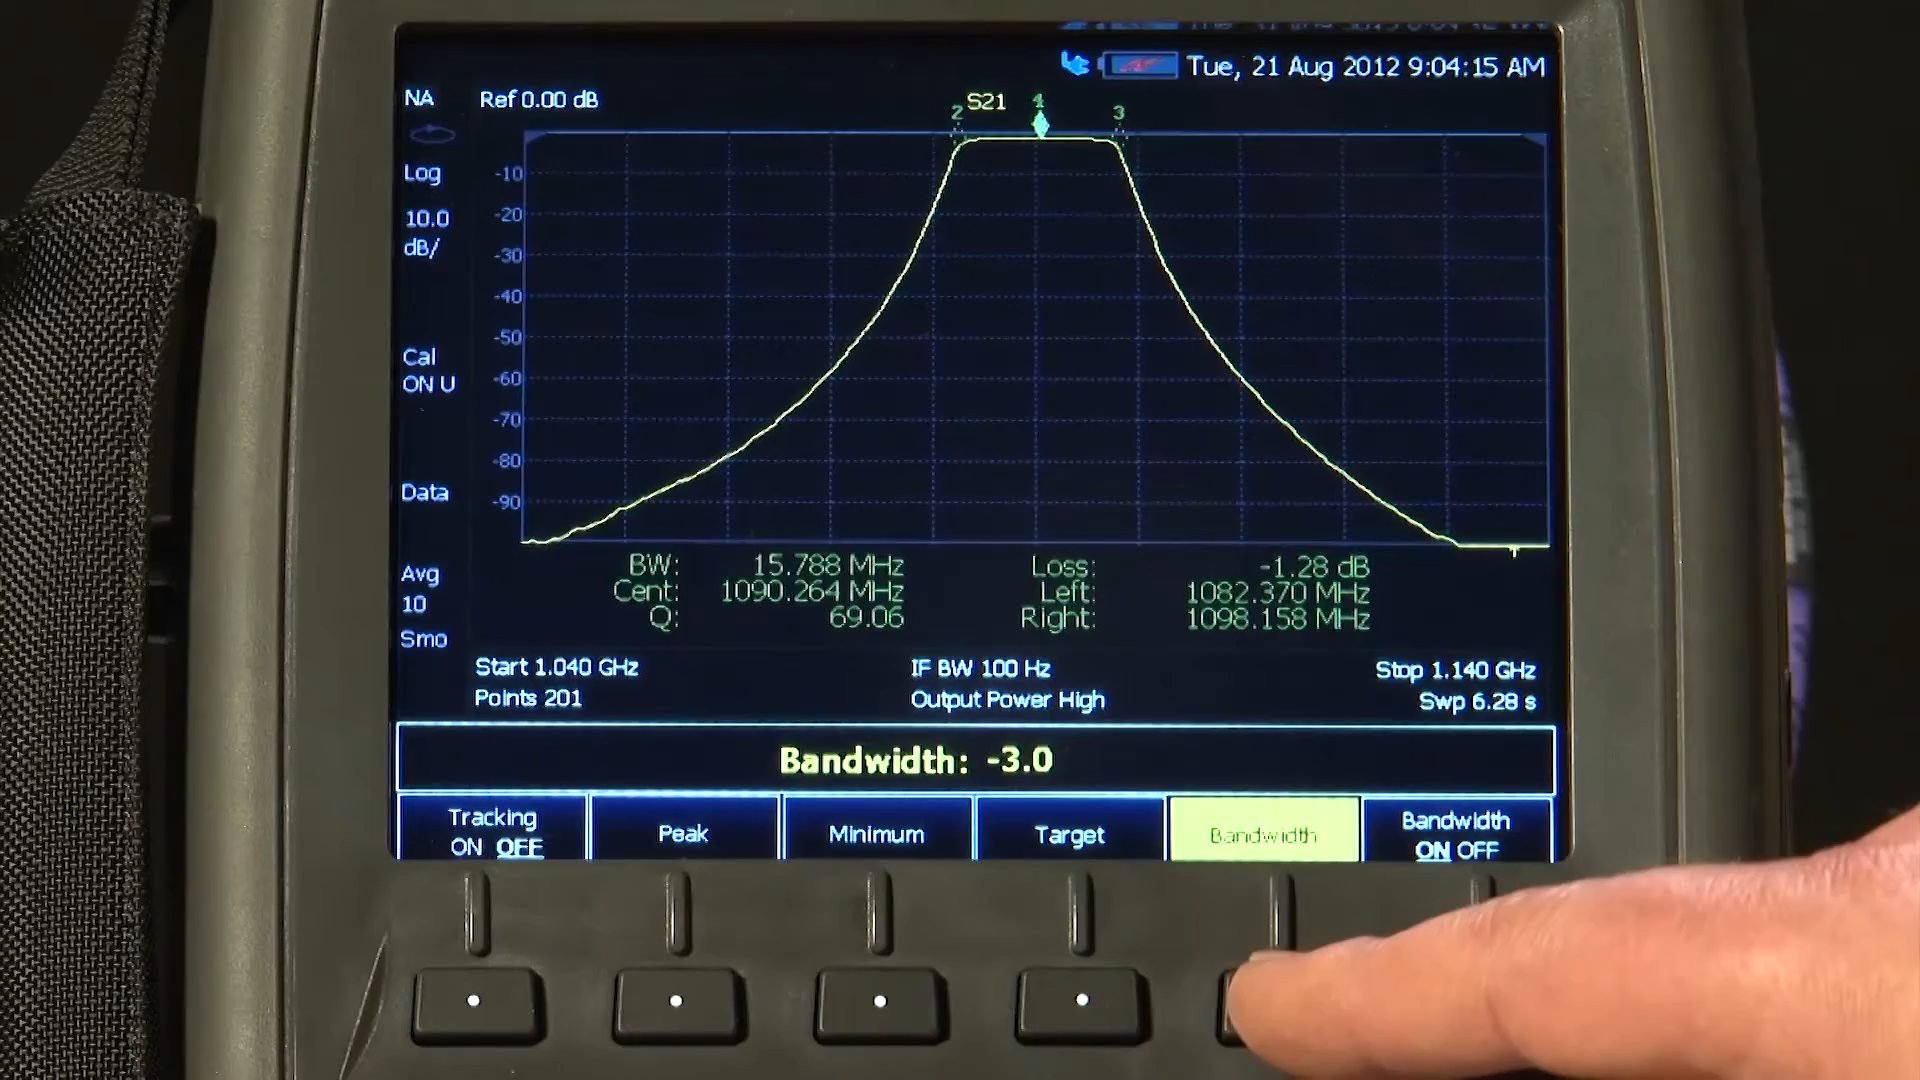 Tue, 21 Aug 2012 9:04:15 AM
NA
Ref 0.00 dB
S21
2
4
3
Log
10.0
dB/
-10
-20
-30
-40
-50
-60
-70
-80
-90
Cal
ON U
Data
Avg
10
Smo
BW: 15.788 MHz Loss: -1.28 dB
Cent: 1090.264 MHz Left: 1082.370 MHz
Q: 69.06 Right: 1098.158 MHz
Start 1.040 GHz IF BW 100 Hz Stop 1.140 GHz
Points 201 Output Power High Swp 6.28 s
Bandwidth: -3.0
Tracking
ON OFF
Peak
Minimum
Target
Bandwidth
Bandwidth
ON OFF